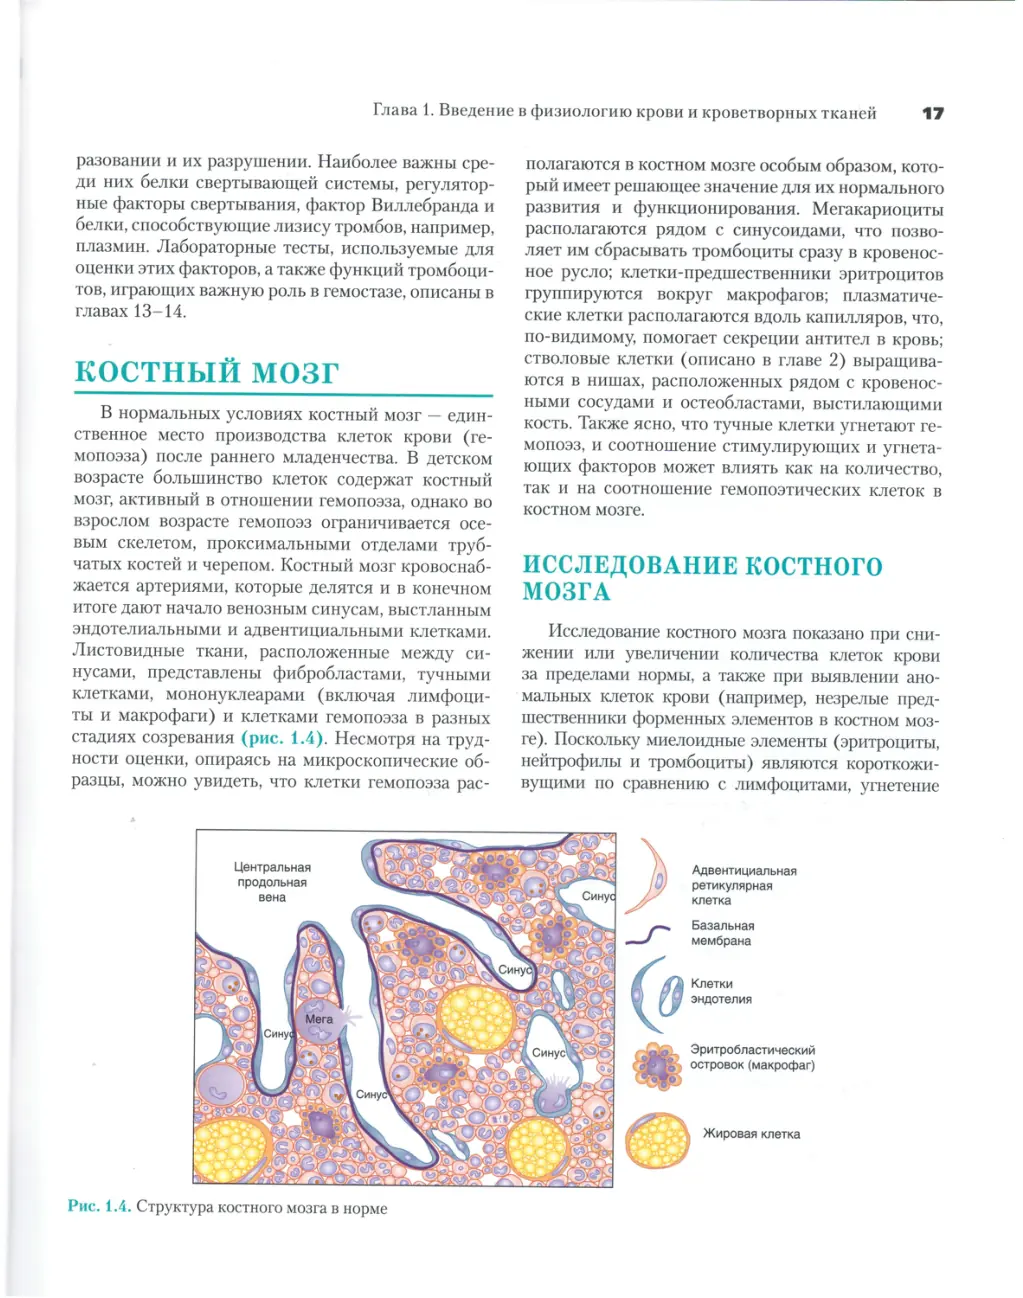 Глава 1. Введение в физиологию крови и кроветворных тканей 17
разовании и их разрушении. Наиболее важны сре-
ди них белки свертывающей системы, регулятор-
ные факторы свертывания, фактор Виллебранда и
белки, способствующие лизису тромбов, например,
плазмин. Лабораторные тесты, используемые для
оценки этих факторов, а также функций тромбоци-
тов, играющих важную роль в гемостазе, описаны в
главах 13–14.
КОСТНЫЙ МОЗГ
В нормальных условиях костный мозг — един-
ственное место производства клеток крови (ге-
мопоэза) после раннего младенчества. В детском
возрасте большинство клеток содержат костный
мозг, активный в отношении гемопоэза, однако во
взрослом возрасте гемопоэз ограничивается осе-
вым скелетом, проксимальными отделами труб-
чатых костей и черепом. Костный мозг кровоснаб-
жается артериями, которые делятся и в конечном
итоге дают начало венозным синусам, выстланным
эндотелиальными и адвентициальными клетками.
Листовидные ткани, расположенные между си-
нусами, представлены фибробластами, тучными
клетками, мононуклеарами (включая лимфоци-
ты и макрофаги) и клетками гемопоэза в разных
стадиях созревания (рис. 1.4). Несмотря на труд-
ности оценки, опираясь на микроскопические об-
разцы, можно увидеть, что клетки гемопоэза рас-
полагаются в костном мозге особым образом, кото-
рый имеет решающее значение для их нормального
развития и функционирования. Мегакариоциты
располагаются рядом с синусоидами, что позво-
ляет им сбрасывать тромбоциты сразу в кровенос-
ное русло; клетки-предшественники эритроцитов
группируются вокруг макрофагов; плазматиче-
ские клетки располагаются вдоль капилляров, что,
по-видимому, помогает секреции антител в кровь;
стволовые клетки (описано в главе 2) выращива-
ются в нишах, расположенных рядом с кровенос-
ными сосудами и остеобластами, выстилающими
кость. Также ясно, что тучные клетки угнетают ге-
мопоэз, и соотношение стимулирующих и угнета-
ющих факторов может влиять как на количество,
так и на соотношение гемопоэтических клеток в
костном мозге.
ИССЛЕДОВАНИЕ КОСТНОГО
МОЗГА
Исследование костного мозга показано при сни-
жении или увеличении количества клеток крови
за пределами нормы, а также при выявлении ано-
мальных клеток крови (например, незрелые пред-
шественники форменных элементов в костном моз-
ге). Поскольку миелоидные элементы (эритроциты,
нейтрофилы и тромбоциты) являются короткожи-
вущими по сравнению с лимфоцитами, угнетение
Центральная
продольная
вена
Синус
Синус
Мега
Синус
Синус
Синус
Адвентициальная
ретикулярная
клетка
Базальная
мембрана
Клетки
эндотелия
Эритробластический
островок (макрофаг)
Жировая клетка
Рис. 1.4. Структура костного мозга в норме